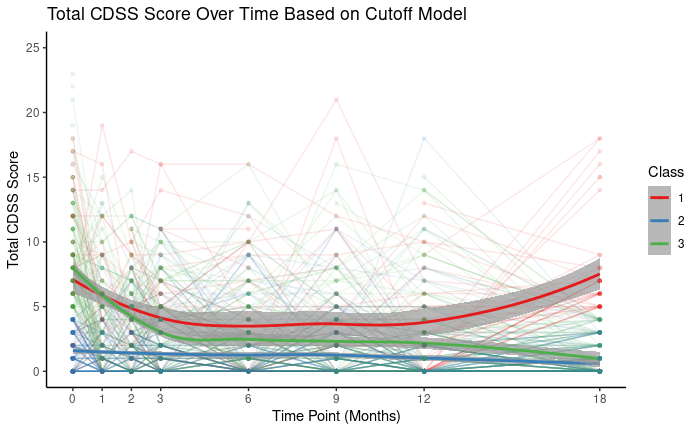 Total CDSS Score Over Time Based on Cutoff Model
25
20
15
10
5
0
Total CDSS Score
0 1 2 3 6 9 12 18
Time Point (Months)
Class
1
2
3